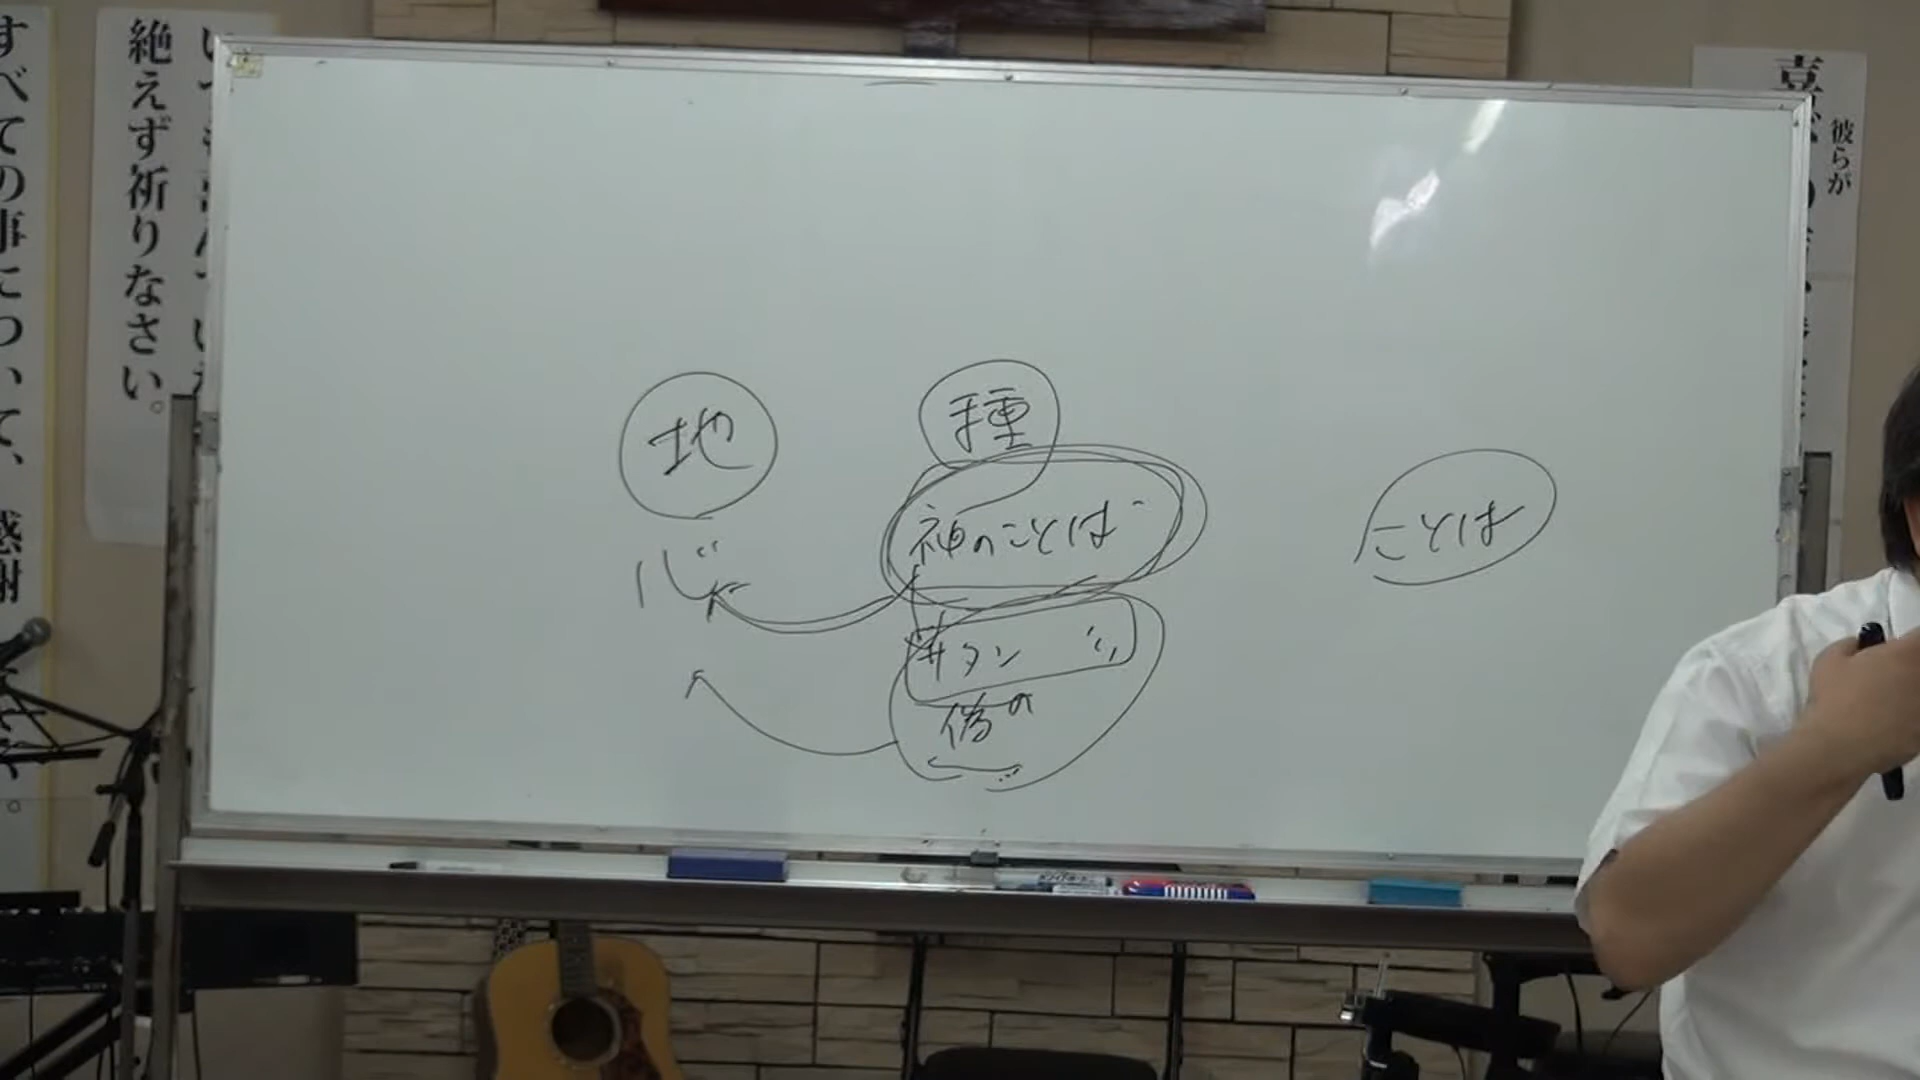 地
種
心
神のことば
サタン 〃
偽の
ことば
絶えず祈りなさい。
すべての事について、感謝
彼らが